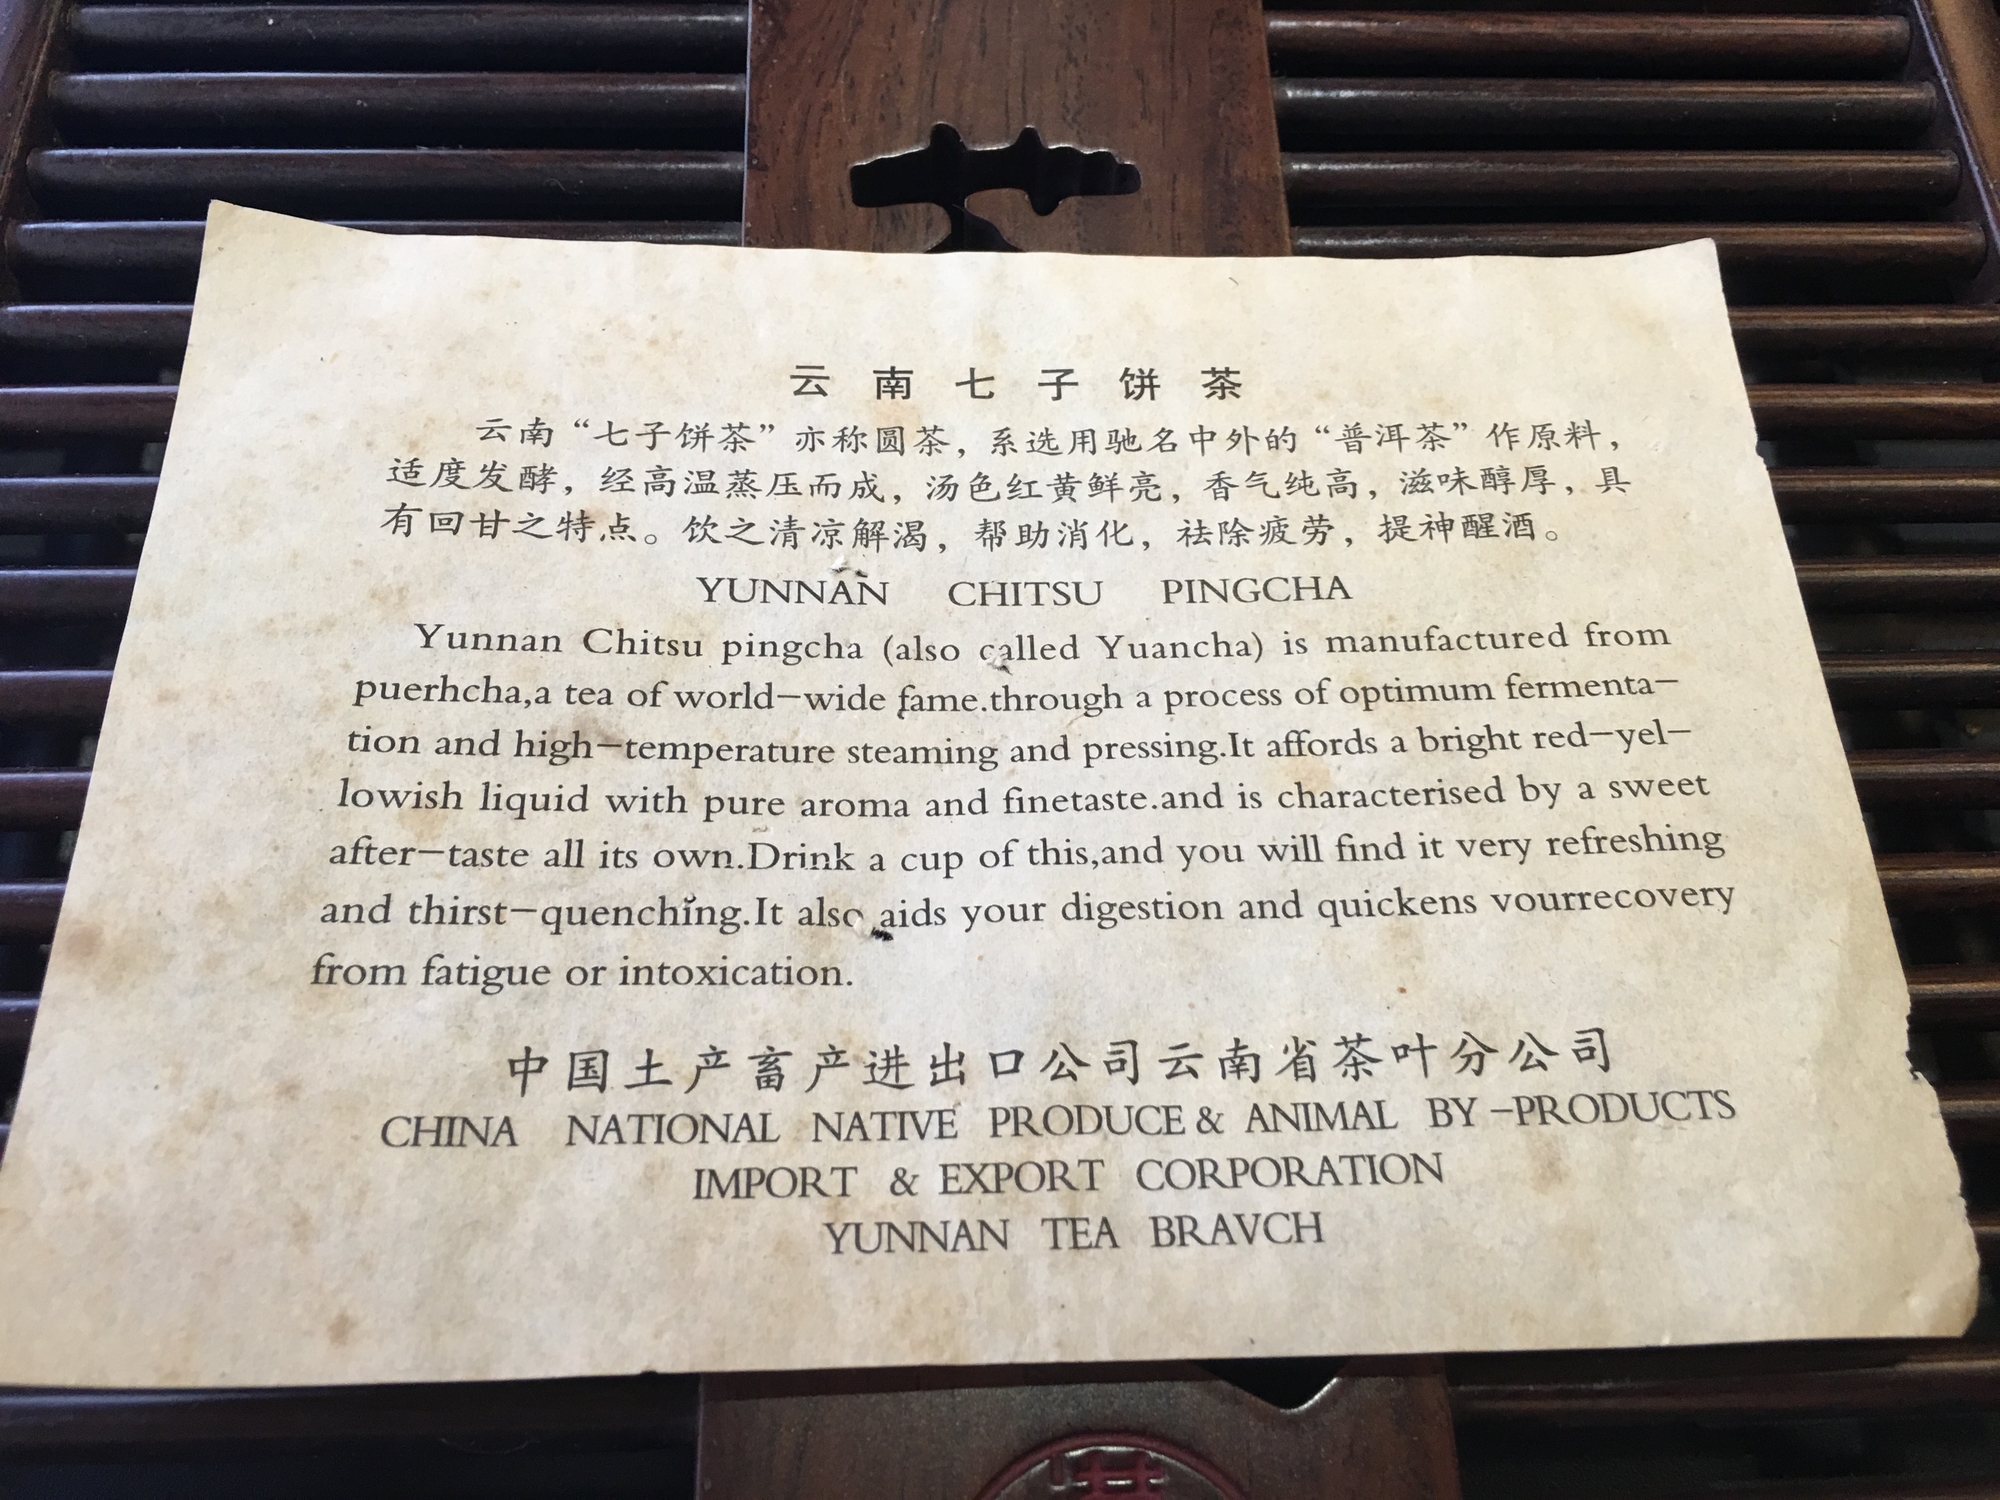 云南七子饼茶
云南“七子饼茶”亦称圆茶，系选用驰名中外的“普洱茶”作原料，
适度发酵，经高温蒸压而成，汤色红黄鲜亮，香气纯高，滋味醇厚，具
有回甘之特点。饮之清凉解渴，帮助消化，祛除疲劳，提神醒酒。
YUNNAN CHITSU PINGCHA
Yunnan Chitsu pingcha (also called Yuancha) is manufactured from
puerhcha,a tea of world—wide fame.through a process of optimum fermenta—
tion and high—temperature steaming and pressing.It affords a bright red—yel—
lowish liquid with pure aroma and finetaste.and is characterised by a sweet
after—taste all its own.Drink a cup of this,and you will find it very refreshing
and thirst—quenching.It also aids your digestion and quickens vourrecovery
from fatigue or intoxication.
中国土产畜产进出口公司云南省茶叶分公司
CHINA NATIONAL NATIVE PRODUCE & ANIMAL BY -PRODUCTS
IMPORT & EXPORT CORPORATION
YUNNAN TEA BRAVCH